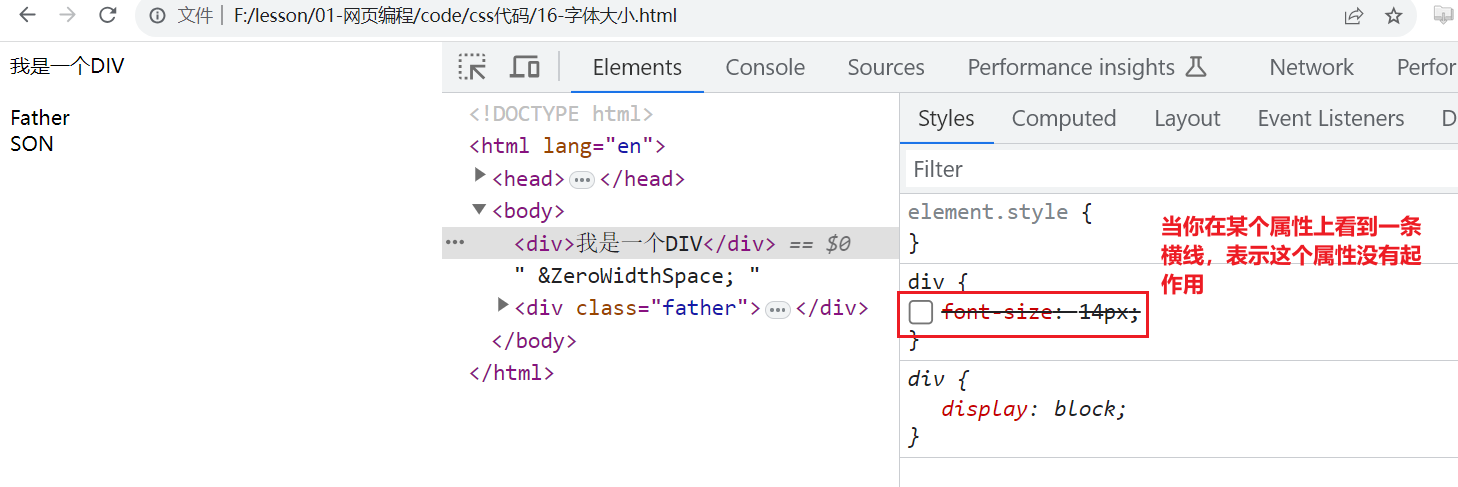 文件 F:/lesson/01-网页编程/code/css代码/16-字体大小.html
我是一个DIV
Father
SON
Elements Console Sources Performance insights Network Perfor
<!DOCTYPE html>
<html lang="en">
<head>…</head>
<body>
<div>我是一个DIV</div> == $0
" &ZeroWidthSpace; "
<div class="father">…</div>
</body>
</html>
Styles Computed Layout Event Listeners D
Filter
element.style {
}
div {
font-size: 14px;
}
div {
display: block;
}
当你在某个属性上看到一条
横线，表示这个属性没有起
作用